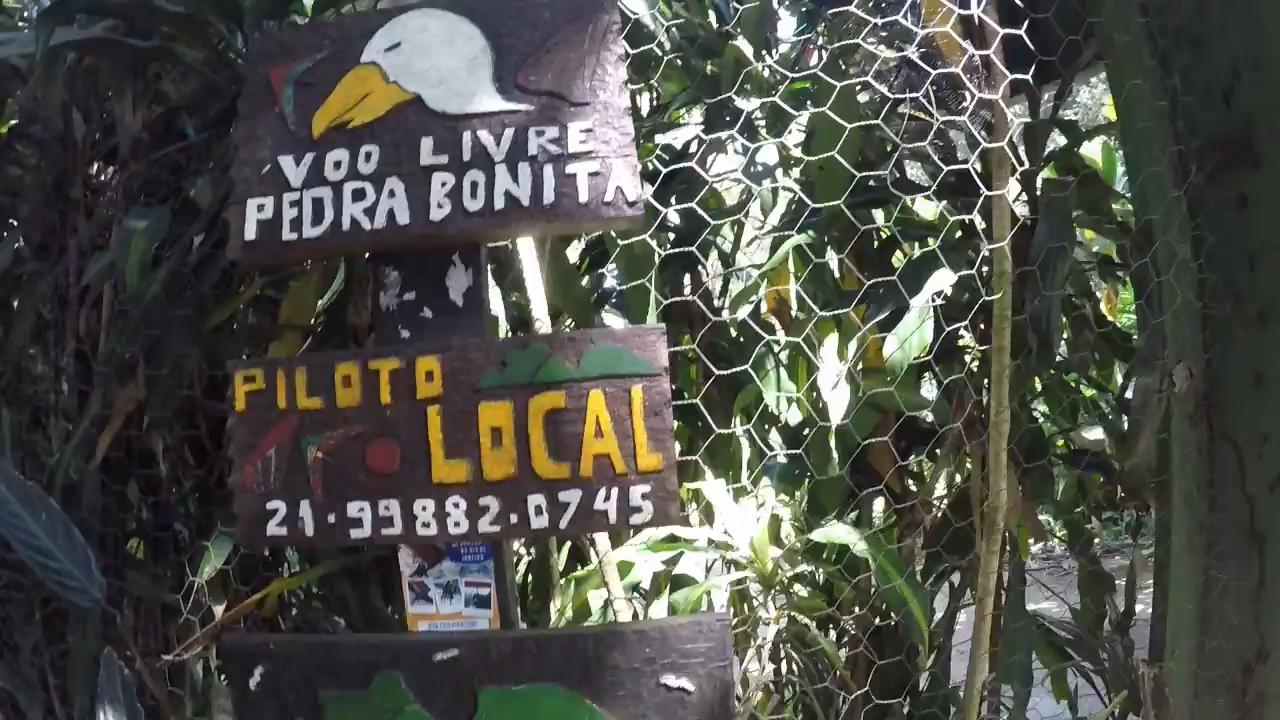 VOO LIVRE
PEDRA BONITA
PILOTO
LOCAL
21.99882.0745